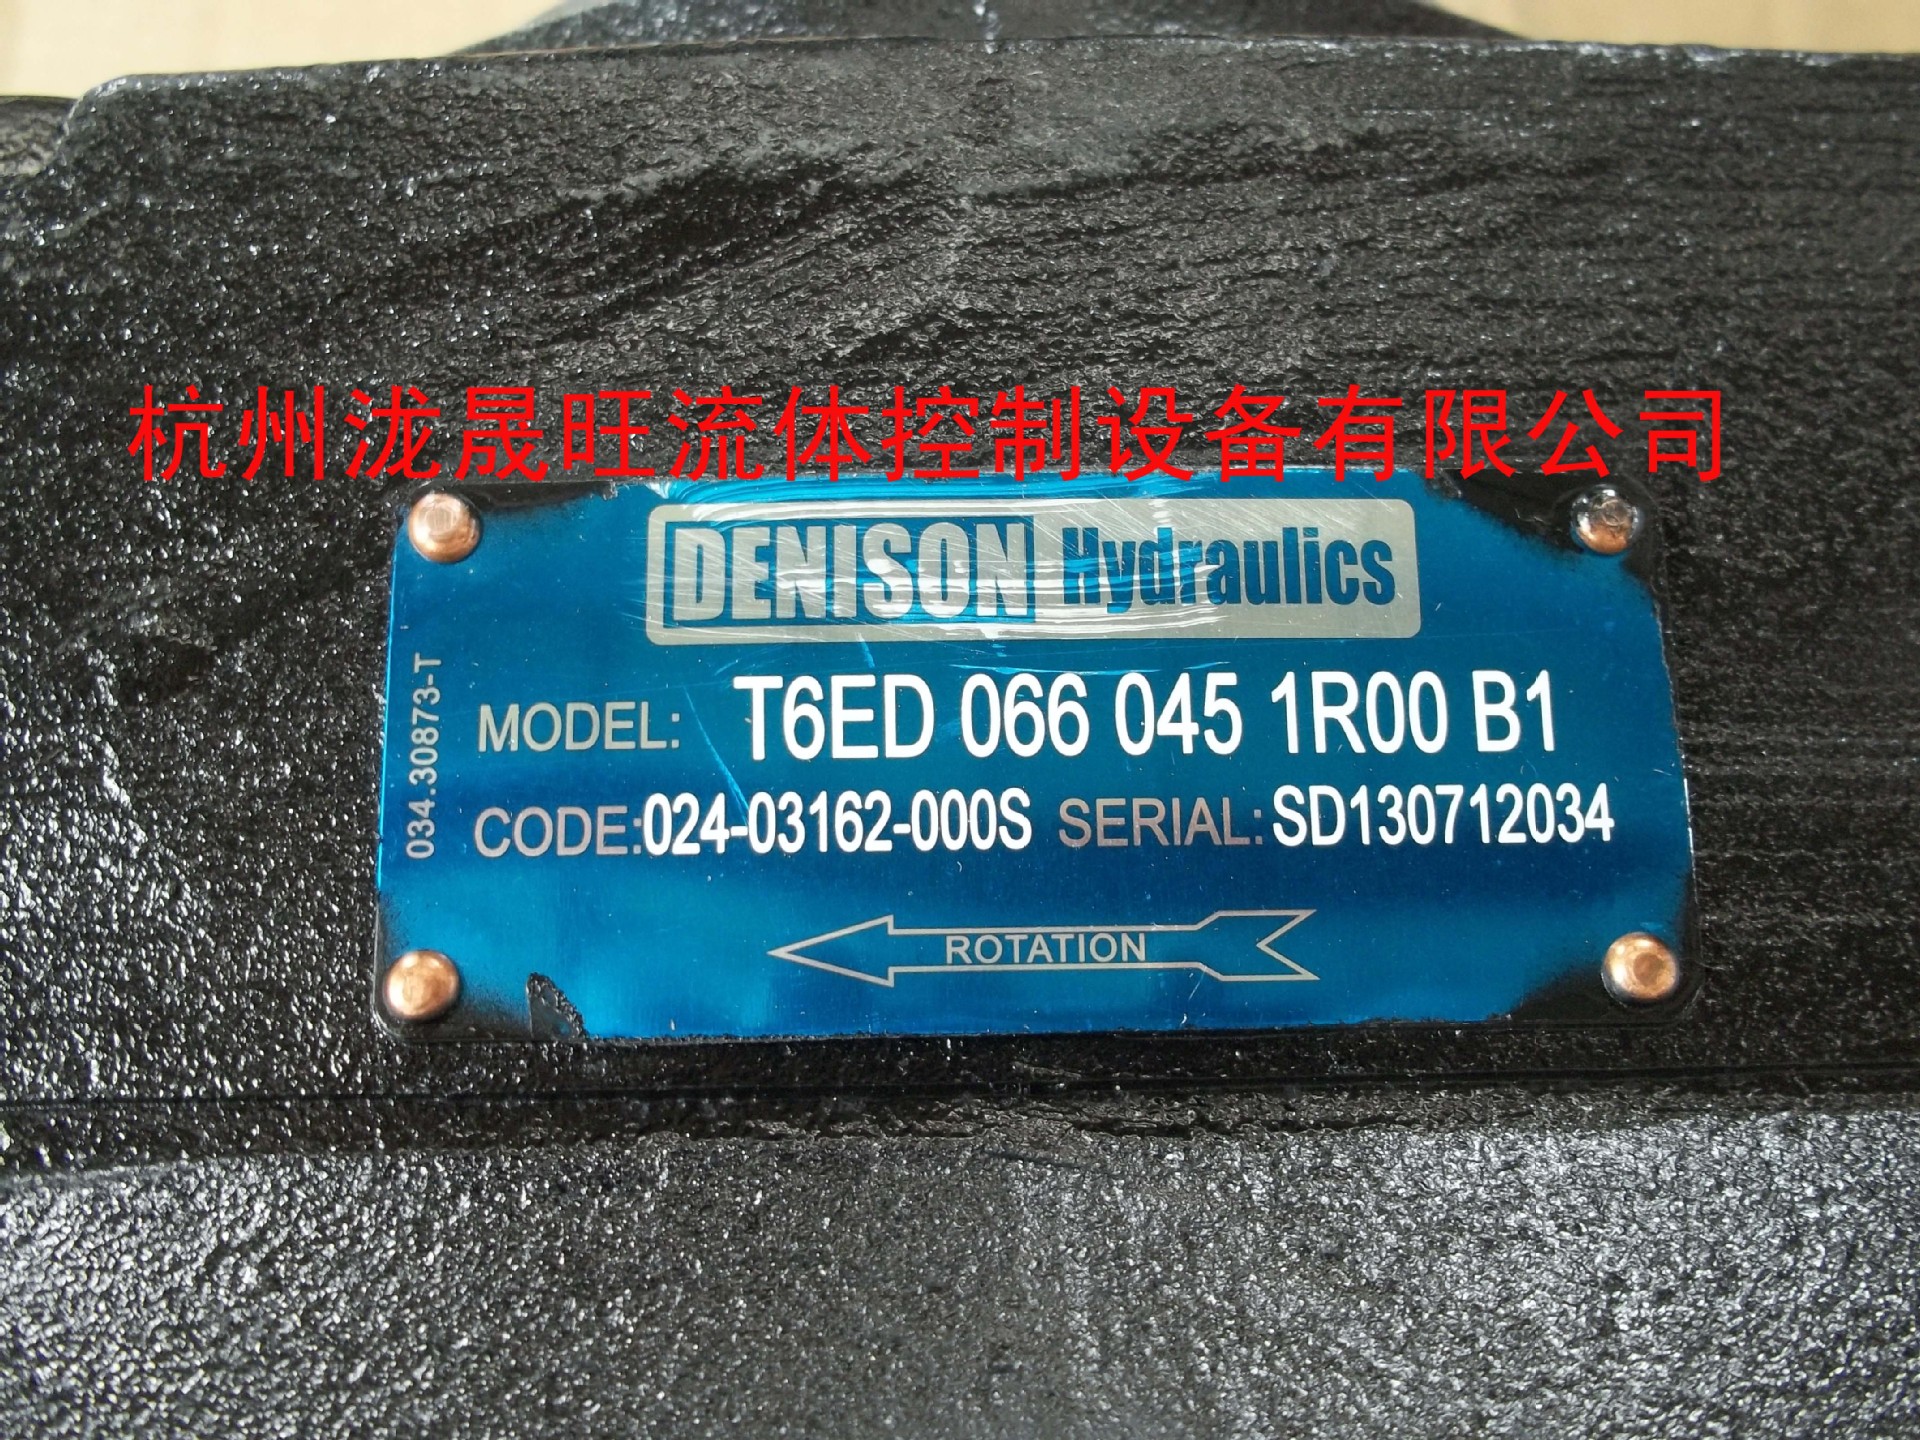 杭州泷晟旺流体控制设备有限公司
DENISON Hydraulics
MODEL: T6ED 066 045 1R00 B1
CODE:024-03162-000S SERIAL:SD130712034
ROTATION
034.30873-T